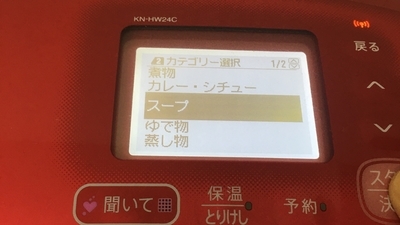 KN-HW24C
2 カテゴリー選択 1/2
煮物
カレー・シチュー
スープ
ゆで物
蒸し物
戻る
聞いて
保温
とりけし
予約